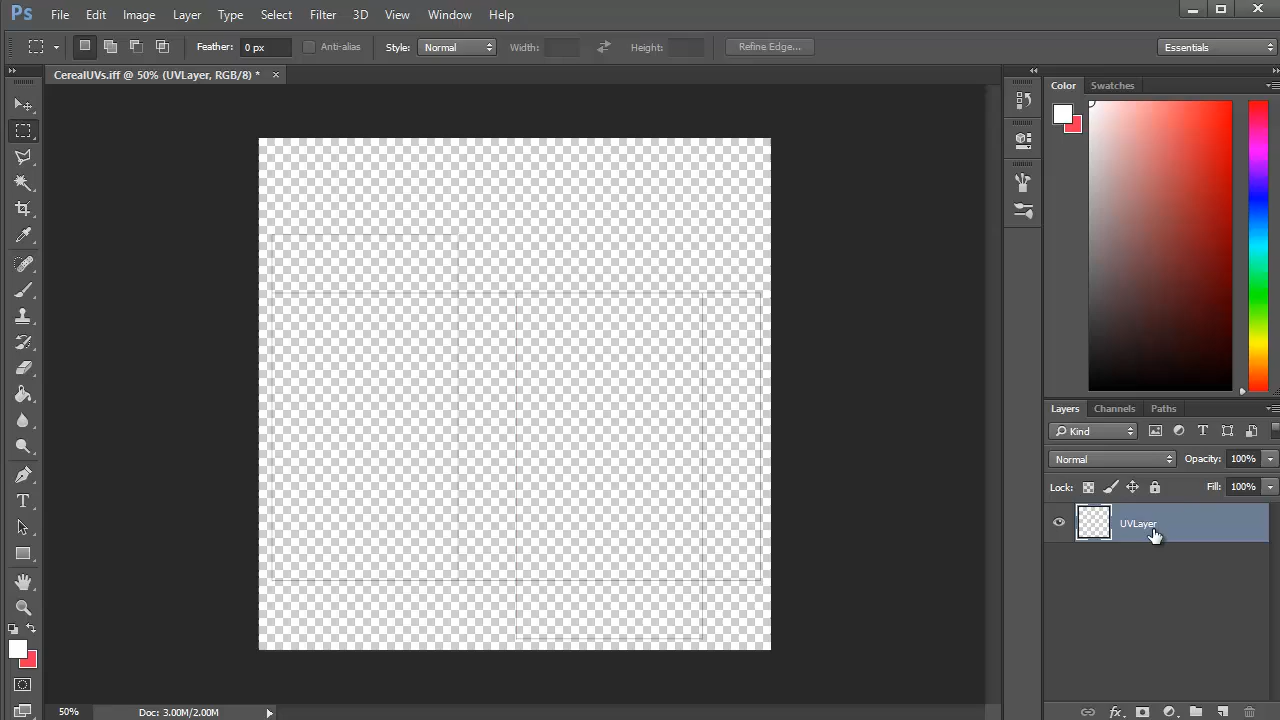 Ps File Edit Image Layer Type Select Filter 3D View Window Help
Feather: 0 px Anti-alias Style: Normal Width: Height: Refine Edge... Essentials
CerealUVs.iff @ 50% (UVLayer, RGB/8) * ×
Color Swatches
Layers Channels Paths
Kind
Normal Opacity: 100%
Lock: Fill: 100%
UVLayer
50% Doc: 3.00M/2.00M